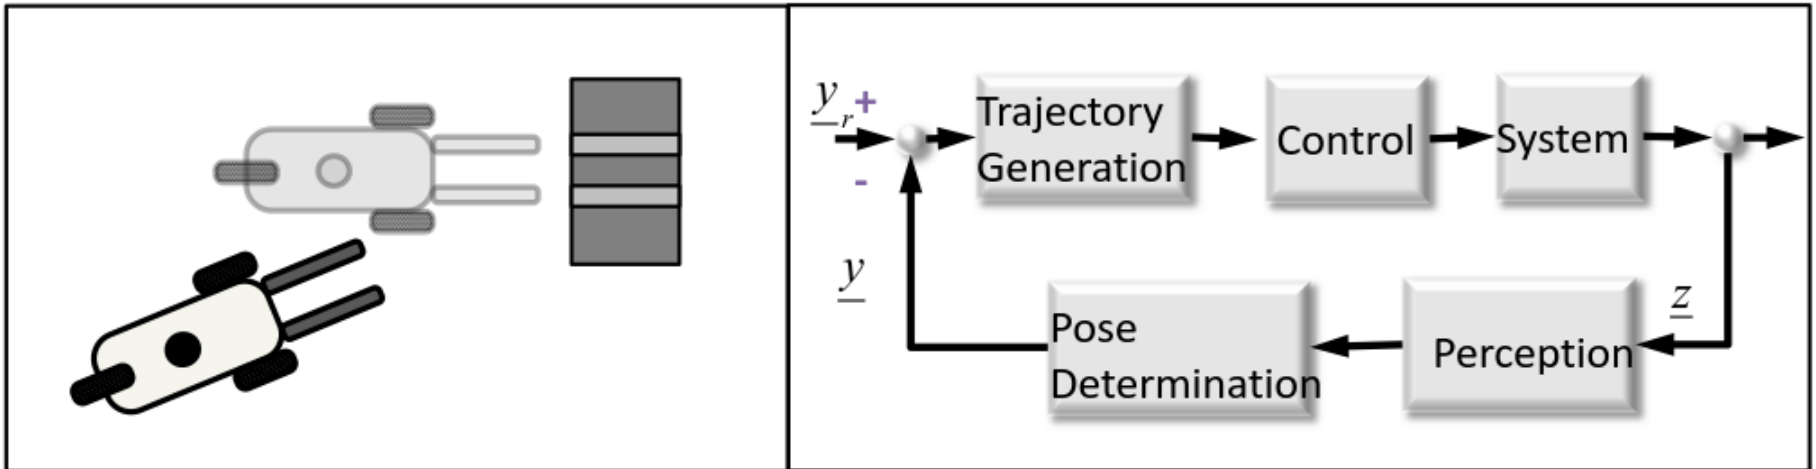 y
r
+
-
Trajectory
Generation
Control
System
y
Pose
Determination
Perception
z